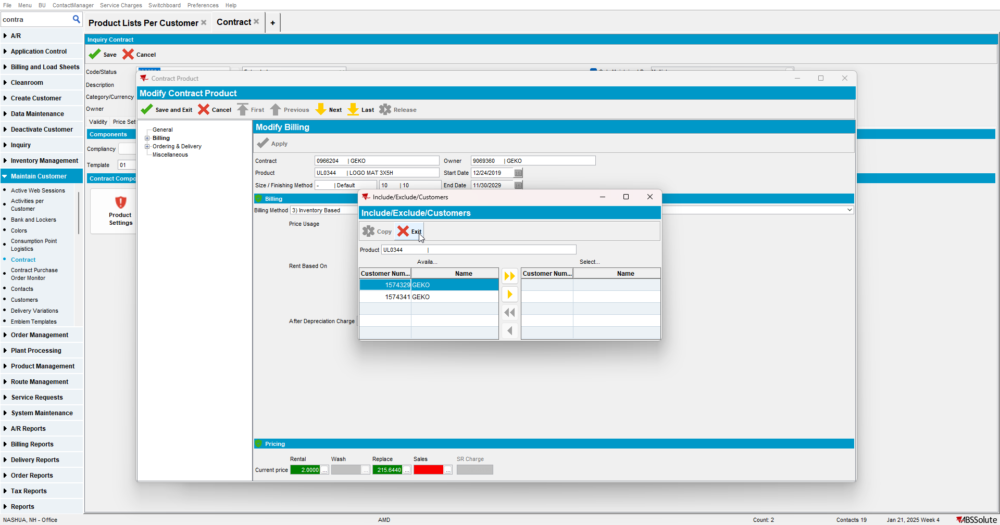 File Menu BU ContactManager Service Charges Switchboard Preferences Help
contra
Product Lists Per Customer
Contract
+
Inquiry Contract
Save Cancel
A/R
Application Control
Billing and Load Sheets
Cleanroom
Create Customer
Data Maintenance
Deactivate Customer
Inquiry
Inventory Management
Maintain Customer
Active Web Sessions
Activities per
Customer
Bank and Lockers
Colors
Consumption Point
Logistics
Contract
Contract Purchase
Order Monitor
Contacts
Customers
Delivery Variations
Emblem Templates
Order Management
Plant Processing
Product Management
Route Management
Service Requests
System Maintenance
A/R Reports
Billing Reports
Delivery Reports
Order Reports
Tax Reports
Reports
Code/Status
Description
Category/Currency
Owner
Validity Price Set
Components
Compliancy
Template 01
Contract Compo
Product
Settings
Contract Product
Modify Contract Product
Save and Exit Cancel First Previous Next Last Release
General
Billing
Ordering & Delivery
Miscellaneous
Modify Billing
Apply
Contract 0966204 | GEKO Owner 9069360 | GEKO
Product UL0344 | LOGO MAT 3X5H Start Date 12/24/2019 16
Size / Finishing Method - | Default 10 | 10 End Date 11/30/2029 16
Billing
Billing Method 3) Inventory Based
Price Usage
Rent Based On
After Depreciation Charge
Include/Exclude/Customers
Include/Exclude/Customers
Copy Exit
Product UL0344 |
Availa... Select...
Customer Num... Name Customer Num... Name
1574329 GEKO
1574341 GEKO
Pricing
Rental Wash Replace Sales SR Charge
Current price 2.0000 ... ... 215.6440 ... ...
NASHUA, NH - Office AMD Count: 2 Contacts 19 Jan 21, 2025 Week 4 ABSSolute